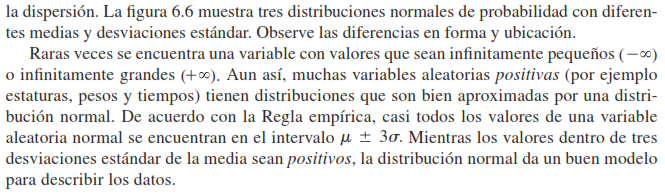 la dispersión. La figura 6.6 muestra tres distribuciones normales de probabilidad con diferen-
tes medias y desviaciones estándar. Observe las diferencias en forma y ubicación.
Raras veces se encuentra una variable con valores que sean infinitamente pequeños (−∞)
o infinitamente grandes (+∞). Aun así, muchas variables aleatorias positivas (por ejemplo
estaturas, pesos y tiempos) tienen distribuciones que son bien aproximadas por una distri-
bución normal. De acuerdo con la Regla empírica, casi todos los valores de una variable
aleatoria normal se encuentran en el intervalo μ ± 3σ. Mientras los valores dentro de tres
desviaciones estándar de la media sean positivos, la distribución normal da un buen modelo
para describir los datos.